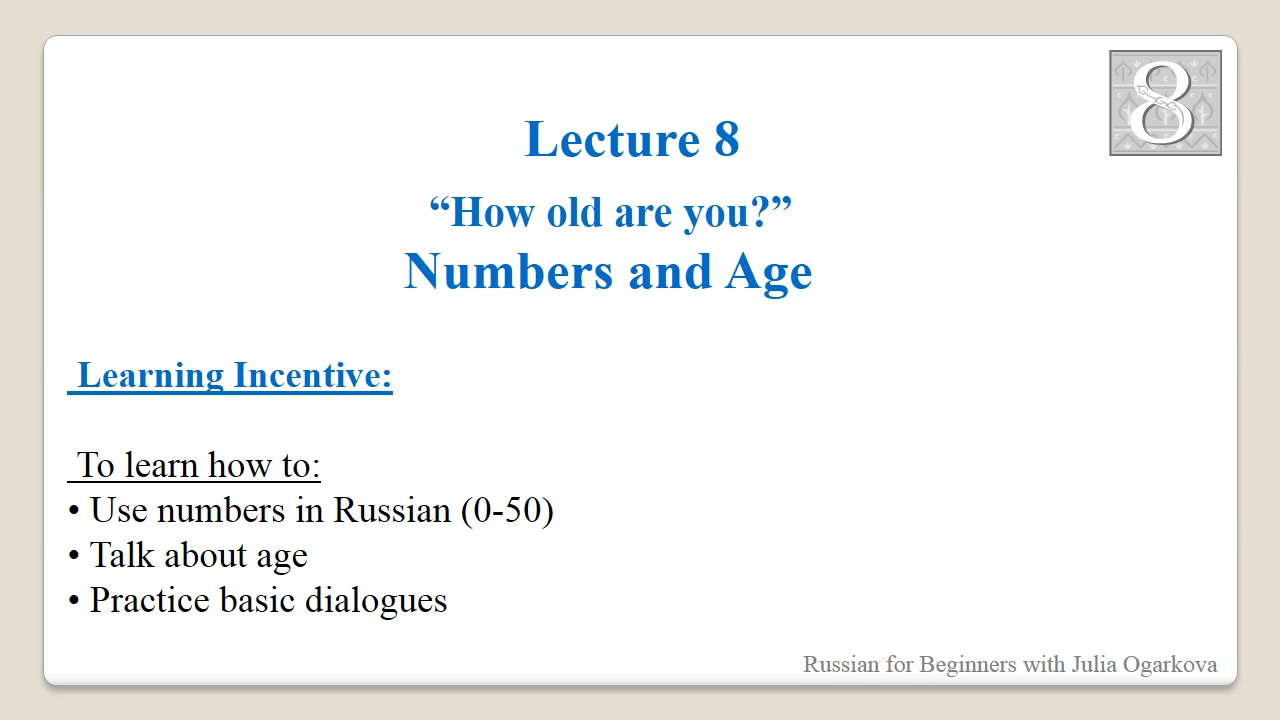 8
Lecture 8
“How old are you?”
Numbers and Age
Learning Incentive:
To learn how to:
• Use numbers in Russian (0-50)
• Talk about age
• Practice basic dialogues
Russian for Beginners with Julia Ogarkova